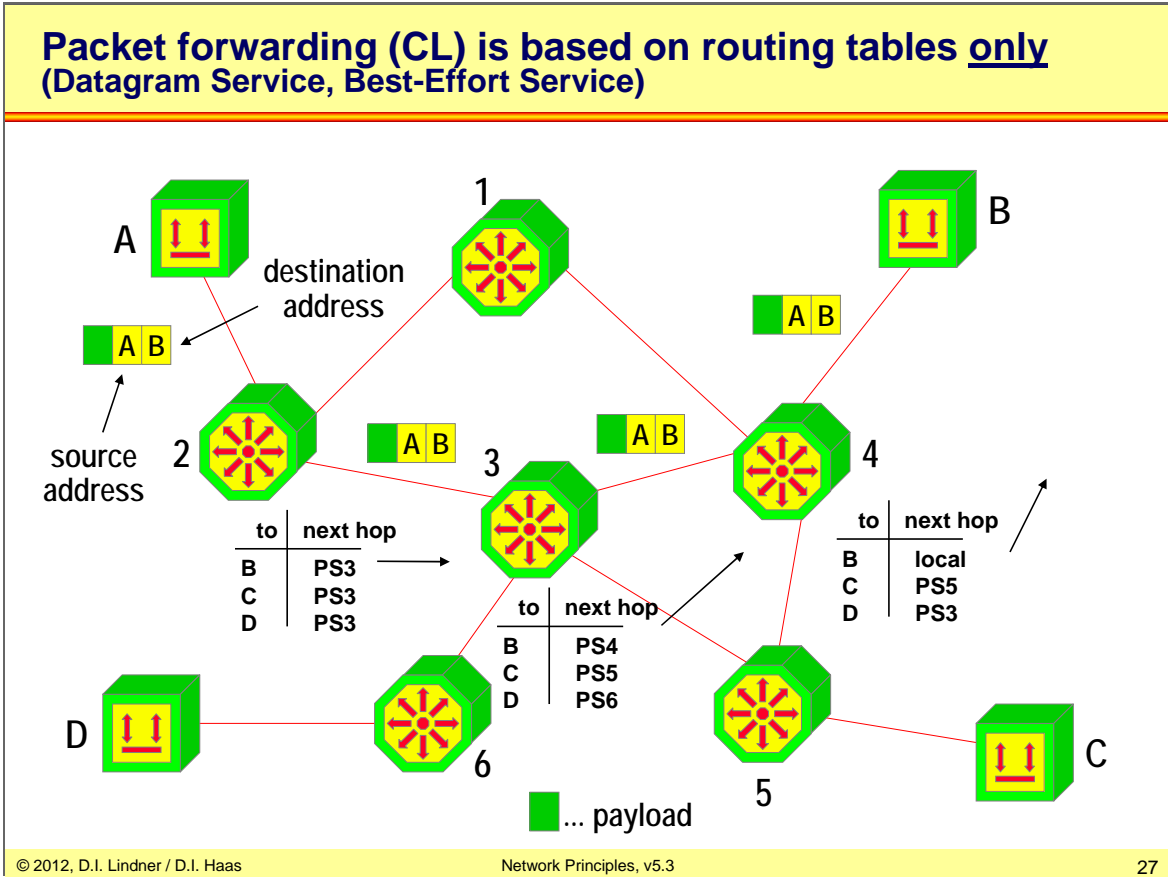 Packet forwarding (CL) is based on routing tables only
(Datagram Service, Best-Effort Service)
1
A
B
destination
address
A B
A B
A B
A B
2
3
4
source
address
to next hop
B PS3
C PS3
D PS3
to next hop
B PS4
C PS5
D PS6
to next hop
B local
C PS5
D PS3
D
6
5
C
... payload
© 2012, D.I. Lindner / D.I. Haas
Network Principles, v5.3
27